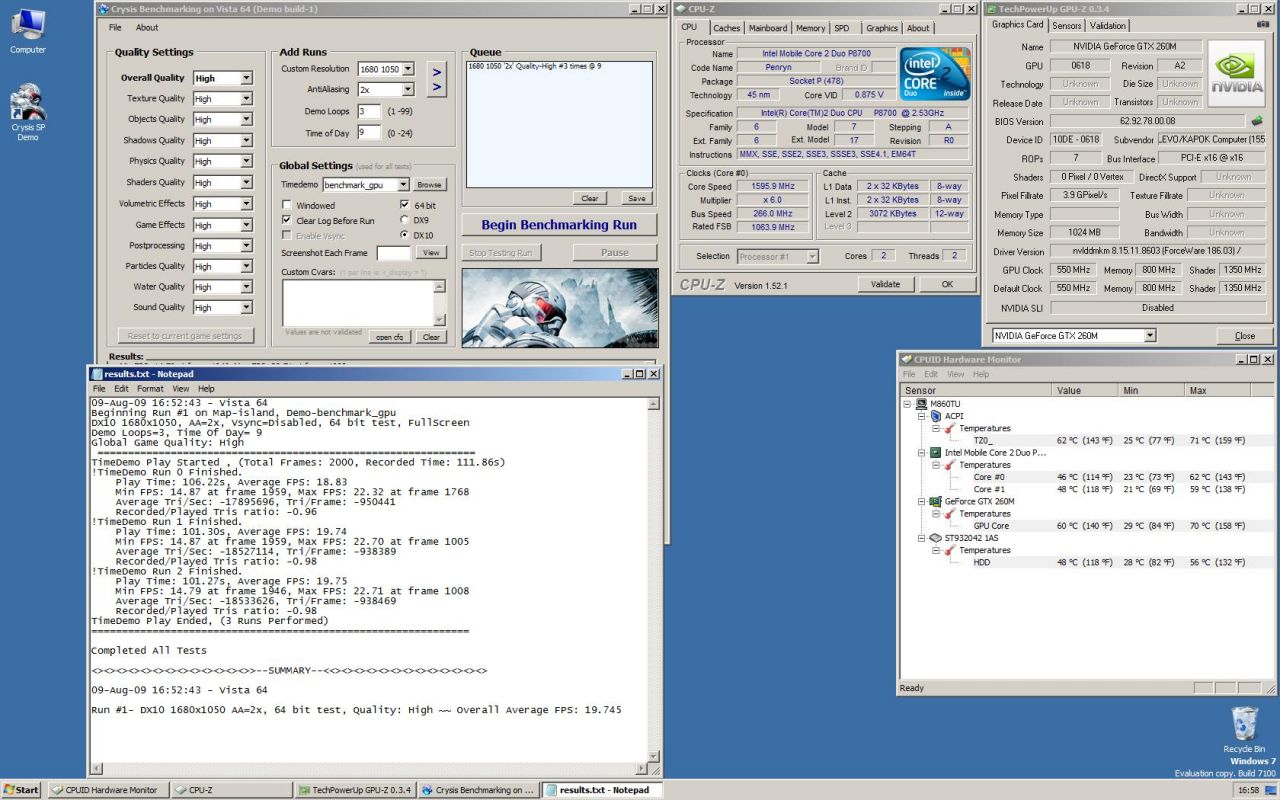 Computer
Crysis SP
Demo
Crysis Benchmarking on Vista 64 (Demo build-1)
File About
Quality Settings
Overall Quality High
Texture Quality High
Objects Quality High
Shadows Quality High
Physics Quality High
Shaders Quality High
Volumetric Effects High
Game Effects High
Postprocessing High
Particles Quality High
Water Quality High
Sound Quality High
Reset to current game settings
Add Runs
Custom Resolution 1680 1050
AntiAliasing 2x
Demo Loops 3 (1 -99)
Time of Day 9 (0 -24)
>
>
Global Settings (used for all tests)
Timedemo benchmark_gpu Browse
Windowed 64 bit
Clear Log Before Run DX9
Enable Vsync DX10
Screenshot Each Frame View
Custom Cvars: (1 per line ie. r_display = 1)
Values are not validated open cfg Clear
Queue
1680 1050 '2x' Quality-High #3 times @ 9
Clear Save
Begin Benchmarking Run
Stop Testing Run Pause
Results:
CPU-Z
CPU Caches Mainboard Memory SPD Graphics About
Processor
Name Intel Mobile Core 2 Duo P8700
Code Name Penryn Brand ID
Package Socket P (478)
Technology 45 nm Core VID 0.875 V
intel CORE 2 Duo inside
Specification Intel(R) Core(TM)2 Duo CPU P8700 @ 2.53GHz
Family 6 Model 7 Stepping A
Ext. Family 6 Ext. Model 17 Revision R0
Instructions MMX, SSE, SSE2, SSE3, SSSE3, SSE4.1, EM64T
Clocks (Core #0)
Core Speed 1595.9 MHz
Multiplier x 6.0
Bus Speed 266.0 MHz
Rated FSB 1063.9 MHz
Cache
L1 Data 2 x 32 KBytes 8-way
L1 Inst. 2 x 32 KBytes 8-way
Level 2 3072 KBytes 12-way
Level 3
Selection Processor #1 Cores 2 Threads 2
CPU-Z Version 1.52.1 Validate OK
TechPowerUp GPU-Z 0.3.4
Graphics Card Sensors Validation
Name NVIDIA GeForce GTX 260M
GPU 0618 Revision A2
Technology Unknown Die Size Unknown
Release Date Unknown Transistors Unknown
NVIDIA
BIOS Version 62.92.78.00.08
Device ID 10DE - 0618 Subvendor LEVO/KAPOK Computer (155
ROPs 7 Bus Interface PCI-E x16 @ x16
Shaders 0 Pixel / 0 Vertex DirectX Support Unknown
Pixel Fillrate 3.9 GPixel/s Texture Fillrate Unknown
Memory Type Bus Width Unknown
Memory Size 1024 MB Bandwidth Unknown
Driver Version nvlddmkm 8.15.11.8603 (ForceWare 186.03) /
GPU Clock 550 MHz Memory 800 MHz Shader 1350 MHz
Default Clock 550 MHz Memory 800 MHz Shader 1350 MHz
NVIDIA SLI Disabled
NVIDIA GeForce GTX 260M Close
results.txt - Notepad
File Edit Format View Help
09-Aug-09 16:52:43 - Vista 64
Beginning Run #1 on Map-island, Demo-benchmark_gpu
DX10 1680x1050, AA=2x, Vsync=Disabled, 64 bit test, FullScreen
Demo Loops=3, Time Of Day= 9
Global Game Quality: High
==============================================================
TimeDemo Play Started , (Total Frames: 2000, Recorded Time: 111.86s)
!TimeDemo Run 0 Finished.
Play Time: 106.22s, Average FPS: 18.83
Min FPS: 14.87 at frame 1959, Max FPS: 22.32 at frame 1768
Average Tri/Sec: -17895696, Tri/Frame: -950441
Recorded/Played Tris ratio: -0.96
!TimeDemo Run 1 Finished.
Play Time: 101.30s, Average FPS: 19.74
Min FPS: 14.87 at frame 1959, Max FPS: 22.70 at frame 1005
Average Tri/Sec: -18527114, Tri/Frame: -938389
Recorded/Played Tris ratio: -0.98
!TimeDemo Run 2 Finished.
Play Time: 101.27s, Average FPS: 19.75
Min FPS: 14.79 at frame 1946, Max FPS: 22.71 at frame 1008
Average Tri/Sec: -18533626, Tri/Frame: -938469
Recorded/Played Tris ratio: -0.98
TimeDemo Play Ended, (3 Runs Performed)
==============================================================
Completed All Tests
<><><><><><><><><><><><><>--SUMMARY--<><><><><><><><><><><><><>
09-Aug-09 16:52:43 - Vista 64
Run #1- DX10 1680x1050 AA=2x, 64 bit test, Quality: High ~~ Overall Average FPS: 19.745
CPUID Hardware Monitor
File Edit View Help
Sensor Value Min Max
M860TU
ACPI
Temperatures
TZ0_ 62 ºC (143 ºF) 25 ºC (77 ºF) 71 ºC (159 ºF)
Intel Mobile Core 2 Duo P...
Temperatures
Core #0 46 ºC (114 ºF) 23 ºC (73 ºF) 62 ºC (143 ºF)
Core #1 48 ºC (118 ºF) 21 ºC (69 ºF) 59 ºC (138 ºF)
GeForce GTX 260M
Temperatures
GPU Core 60 ºC (140 ºF) 29 ºC (84 ºF) 70 ºC (158 ºF)
ST932042 1AS
Temperatures
HDD 48 ºC (118 ºF) 28 ºC (82 ºF) 56 ºC (132 ºF)
Ready
Recycle Bin
Windows 7
Evaluation copy. Build 7100
Start CPUID Hardware Monitor CPU-Z TechPowerUp GPU-Z 0.3.4 Crysis Benchmarking on ... results.txt - Notepad 16:58